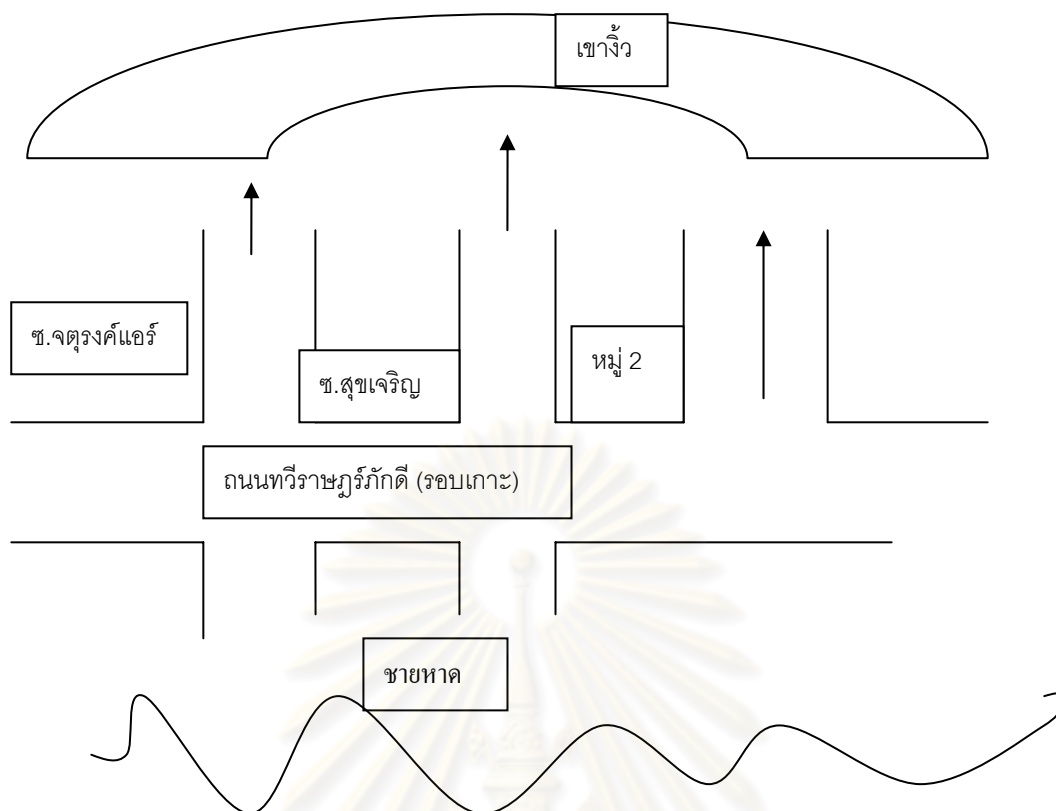 เขางิ้ว
ซ.จตุรงค์แอร์
ซ.สุขเจริญ
หมู่ 2
ถนนทวีราษฎร์ภักดี (รอบเกาะ)
ชายหาด